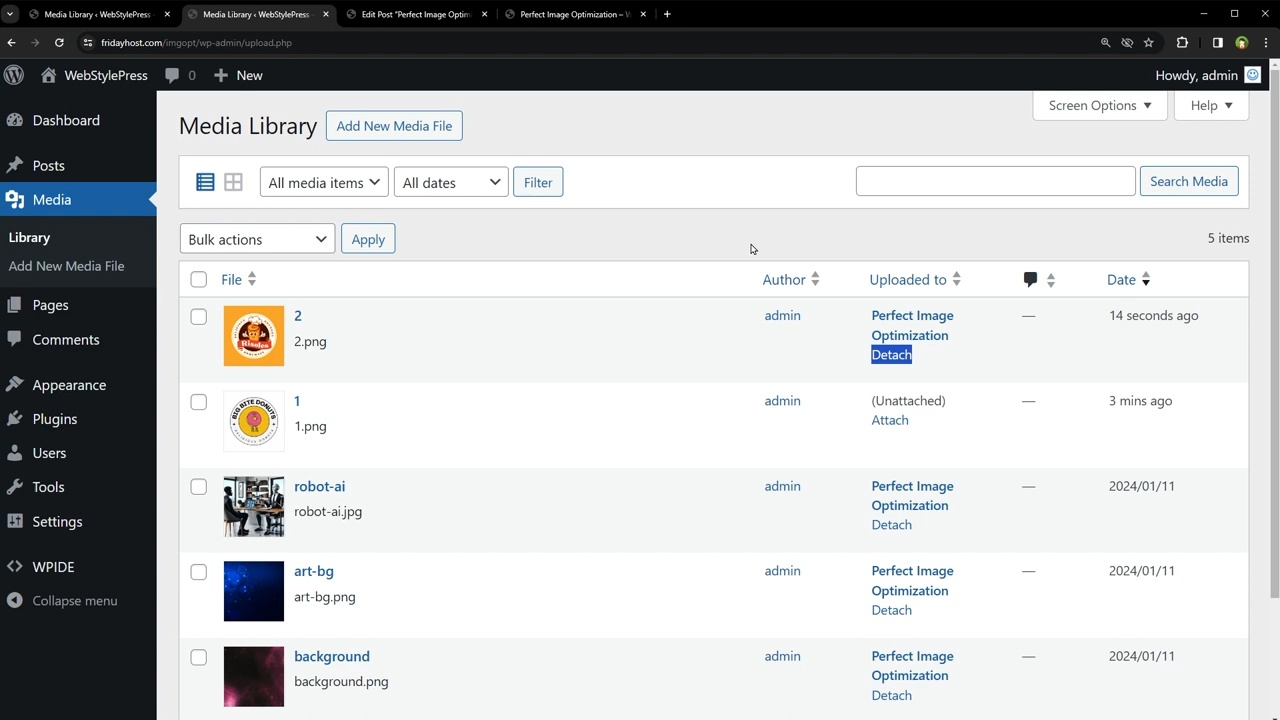 Media Library ‹ WebStylePress
Media Library ‹ WebStylePress
Edit Post "Perfect Image Optim
Perfect Image Optimization – W
fridayhost.com/imgopt/wp-admin/upload.php
WebStylePress
0
New
Howdy, admin
Dashboard
Posts
Media
Library
Add New Media File
Pages
Comments
Appearance
Plugins
Users
Tools
Settings
WPIDE
Collapse menu
Screen Options
Help
Media Library
Add New Media File
All media items
All dates
Filter
Search Media
Bulk actions
Apply
5 items
File
Author
Uploaded to
Date
Risoles
2
2.png
admin
Perfect Image
Optimization
Detach
—
14 seconds ago
BIG BITE DONUTS
1
1.png
admin
(Unattached)
Attach
—
3 mins ago
robot-ai
robot-ai.jpg
admin
Perfect Image
Optimization
Detach
—
2024/01/11
art-bg
art-bg.png
admin
Perfect Image
Optimization
Detach
—
2024/01/11
background
background.png
admin
Perfect Image
Optimization
Detach
—
2024/01/11